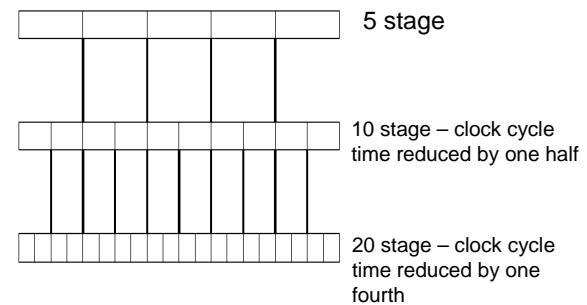 5 stage
10 stage – clock cycle
time reduced by one half
20 stage – clock cycle
time reduced by one
fourth